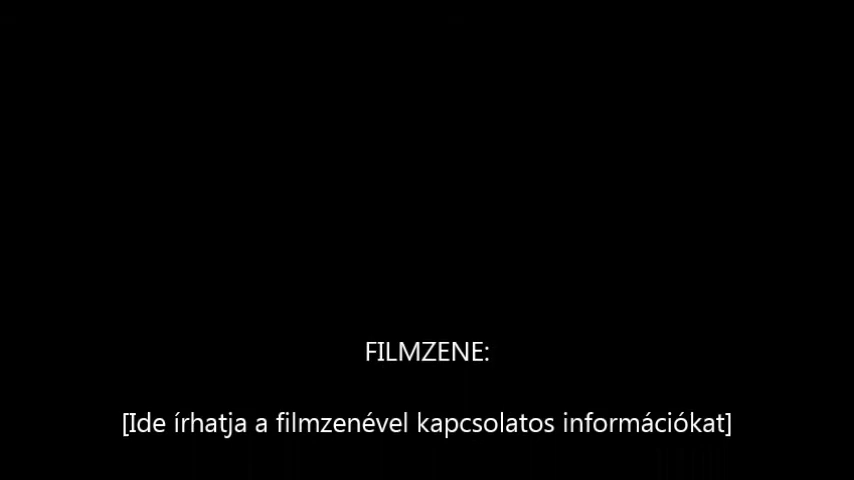 FILMZENE:
[Ide írhatja a filmzenével kapcsolatos információkat]